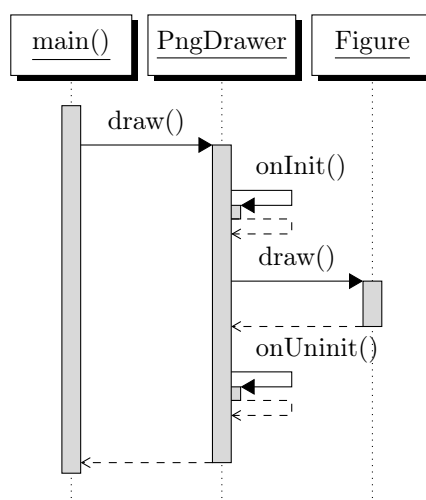 main()
PngDrawer
Figure
draw()
onInit()
draw()
onUninit()